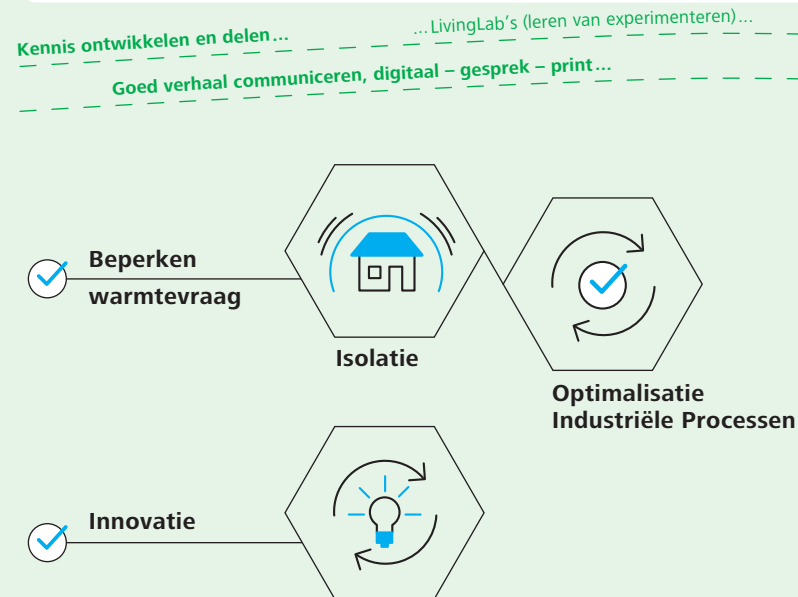 Kennis ontwikkelen en delen…
…LivingLab's (leren van experimenteren)…
Goed verhaal communiceren, digitaal – gesprek – print…
Beperken
warmtevraag
Isolatie
Optimalisatie
Industriële Processen
Innovatie